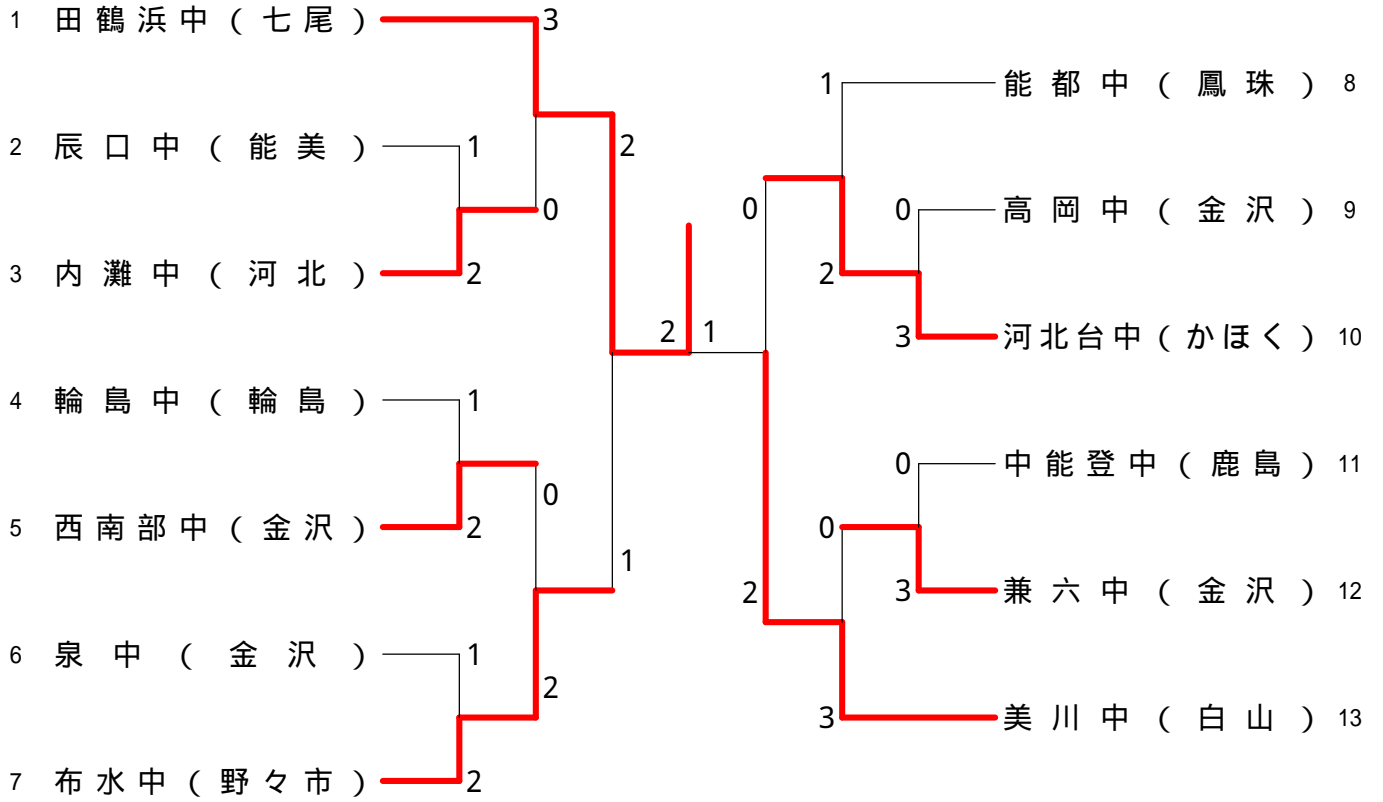 1 田鶴浜中(七尾) 3
2 辰口中(能美) 1
2
0
3 内灘中(河北) 2
4 輪島中(輪島) 1
0
5 西南部中(金沢) 2
1
6 泉中(金沢) 1
2
7 布水中(野々市) 2
2 1
1 能都中(鳳珠) 8
0
0 高岡中(金沢) 9
2
3 河北台中(かほく) 10
0 中能登中(鹿島) 11
0
2
3 兼六中(金沢) 12
3 美川中(白山) 13